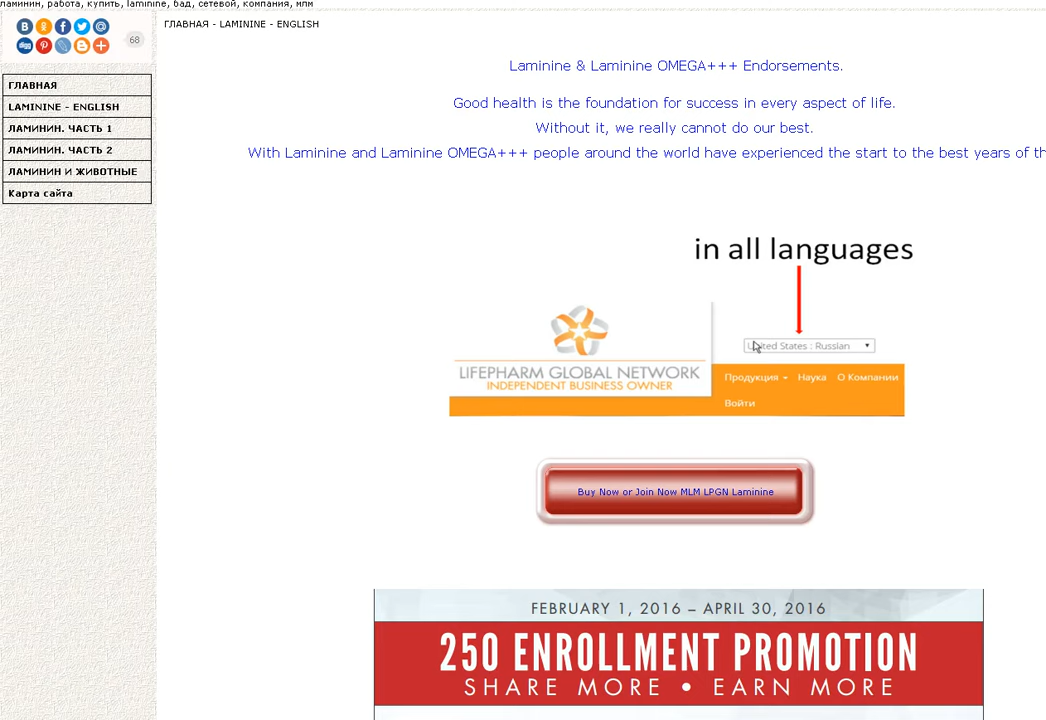 ламинин, работа, купить, laminine, бад, сетевой, компания, млм
68
ГЛАВНАЯ - LAMININE - ENGLISH
ГЛАВНАЯ
LAMININE - ENGLISH
ЛАМИНИН. ЧАСТЬ 1
ЛАМИНИН. ЧАСТЬ 2
ЛАМИНИН И ЖИВОТНЫЕ
Карта сайта
Laminine & Laminine OMEGA+++ Endorsements.
Good health is the foundation for success in every aspect of life.
Without it, we really cannot do our best.
With Laminine and Laminine OMEGA+++ people around the world have experienced the start to the best years of th
in all languages
United States : Russian
LIFEPHARM GLOBAL NETWORK
INDEPENDENT BUSINESS OWNER
Продукция Наука О Компании
Войти
Buy Now or Join Now MLM LPGN Laminine
FEBRUARY 1, 2016 – APRIL 30, 2016
250 ENROLLMENT PROMOTION
SHARE MORE • EARN MORE